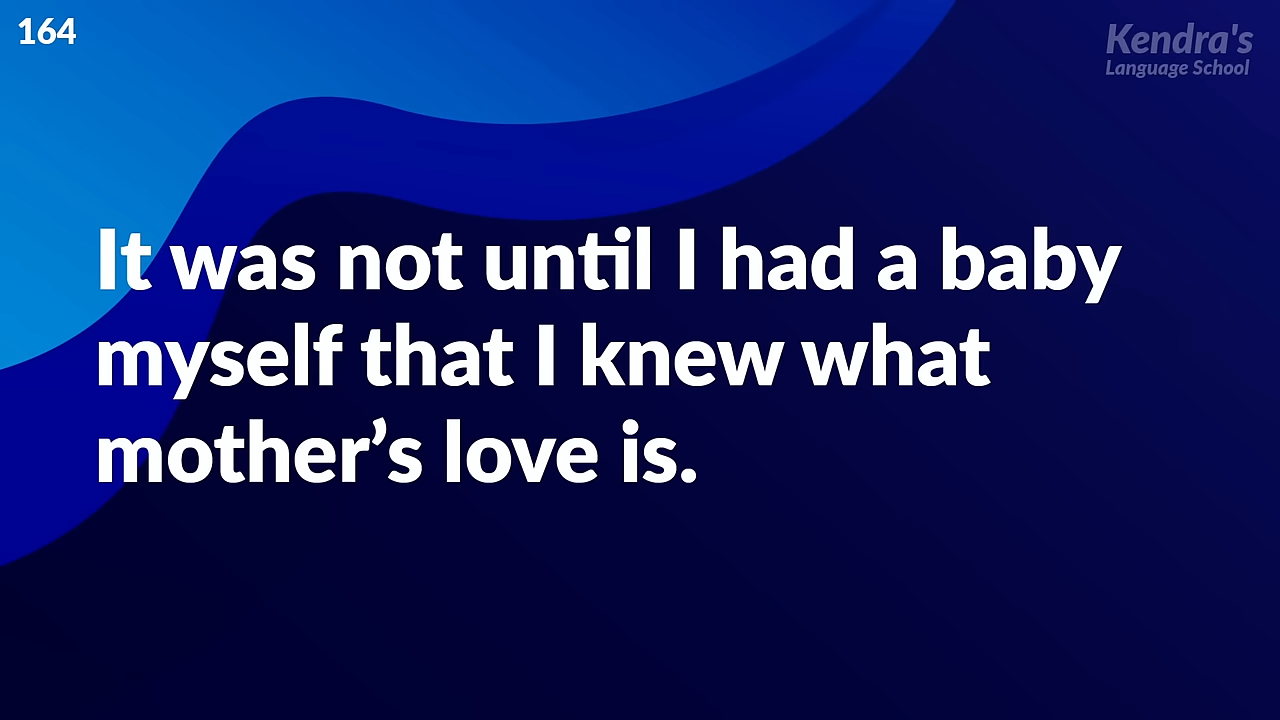 164
Kendra's
Language School
It was not until I had a baby
myself that I knew what
mother’s love is.